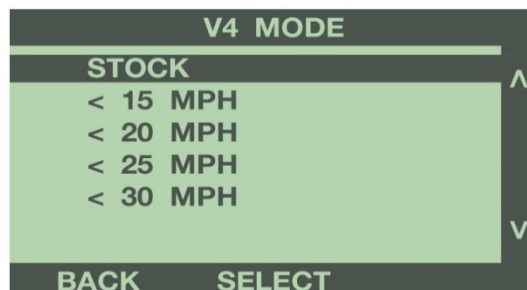 V4 MODE
STOCK
< 15 MPH
< 20 MPH
< 25 MPH
< 30 MPH
BACK SELECT